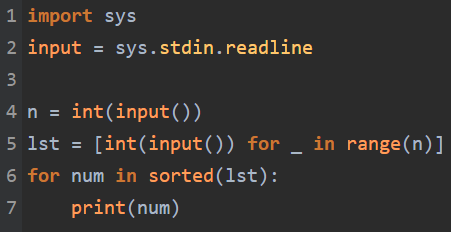 1 import sys
2 input = sys.stdin.readline
3
4 n = int(input())
5 lst = [int(input()) for _ in range(n)]
6 for num in sorted(lst):
7     print(num)